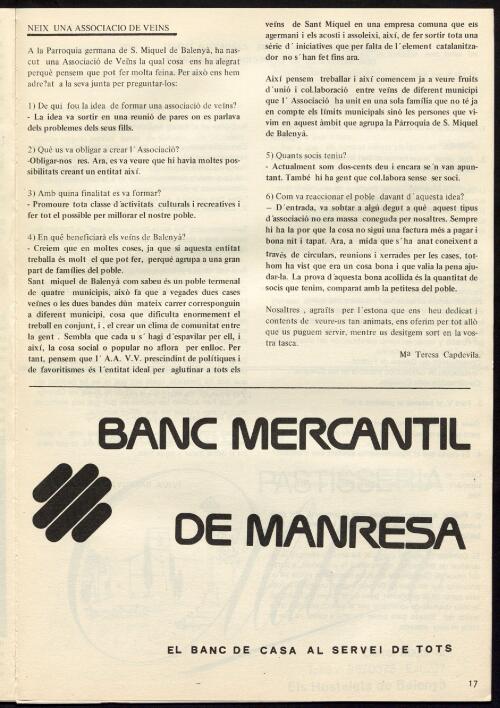 NEIX UNA ASSOCIACIO DE VEINS
A la Parroquia germana de S. Miquel de Balenyà, ha nas-
cut una Associació de Veïns la qual cosa ens ha alegrat
perquè pensem que pot fer molta feina. Per això ens hem
adre?at a la seva junta per preguntar-los:
1) De qui fou la idea de formar una associació de veïns?
- La idea va sortir en una reunió de pares on es parlava
dels problemes dels seus fills.
2) Què us va obligar a crear l'Associació?
-Obligar-nos res. Ara, es va veure que hi havia moltes pos-
sibilitats creant un entitat així.
3) Amb quina finalitat es va formar?
- Promoure tota classe d'activitats culturals i recreatives i
fer tot el possible per millorar el nostre poble.
4) En què beneficiarà els veïns de Balenyà?
- Creiem que en moltes coses, ja que si aquesta entitat
treballa és molt el que pot fer, perqué agrupa a una gran
part de famílies del poble.
Sant miquel de Balenyà com sabeu és un poble termenal
de quatre municipis, això fa que a vegades dues cases
veïnes o les dues bandes dún mateix carrer corresponguin
a diferent municipi, cosa que dificulta enormement el
treball en conjunt, i , el crear un clima de comunitat entre
la gent . Sembla que cada u s' hagi d'espavilar per ell, i
així, la cosa social o popular no aflora per enlloc. Per
tant, pensem que l' A.A. V.V. prescindint de polítiques i
de favoritismes és l'entitat ideal per aglutinar a tots els
veïns de Sant Miquel en una empresa comuna que els
agermani i els acosti i assoleixi, així, de fer sortir tota una
série d' iniciatives que per falta de l'element catalanitza-
dor no s'han fet fins ara.
Així pensem treballar i així comencem ja a veure fruits
d'unió i col.laboració entre veïns de diferent municipi
que l' Associació ha unit en una sola família que no té ja
en compte els límits municipals sinó les persones que vi-
vim en aquest àmbit que agrupa la Pàrroquia de S. Miquel
de Balenyà.
5) Quants socis teniu?
- Actualment som dos-cents deu i encara se'n van apun-
tant. També hi ha gent que col.labora sense ser soci.
6) Com va reaccionar el poble davant d'aquesta idea?
— D'entrada, va sobtar a algú degut a què aquest tipus
d'associació no era massa coneguda per nosaltres. Sempre
hi ha la por que la cosa no sigui una factura més a pagar i
bona nit i tapat. Ara, a mida que s'ha anat coneixent a
través de circulars, reunions i xerrades per les cases, tot-
hom ha vist que era un cosa bona i que valia la pena aju-
dar-la. La prova d'aquesta bona acollida és la quantitat de
socis que tenim, comparat amb la petitesa del poble.
Nosaltres , agraïts per l'estona que ens heu dedicat i
contents de veure-us tan animats, ens oferim per tot allò
que us puguem servir, mentre us desitgem sort en la vos-
tra tasca.
Mª Teresa Capdevila.
BANC MERCANTIL
DE MANRESA
EL BANC DE CASA AL SERVEI DE TOTS
17